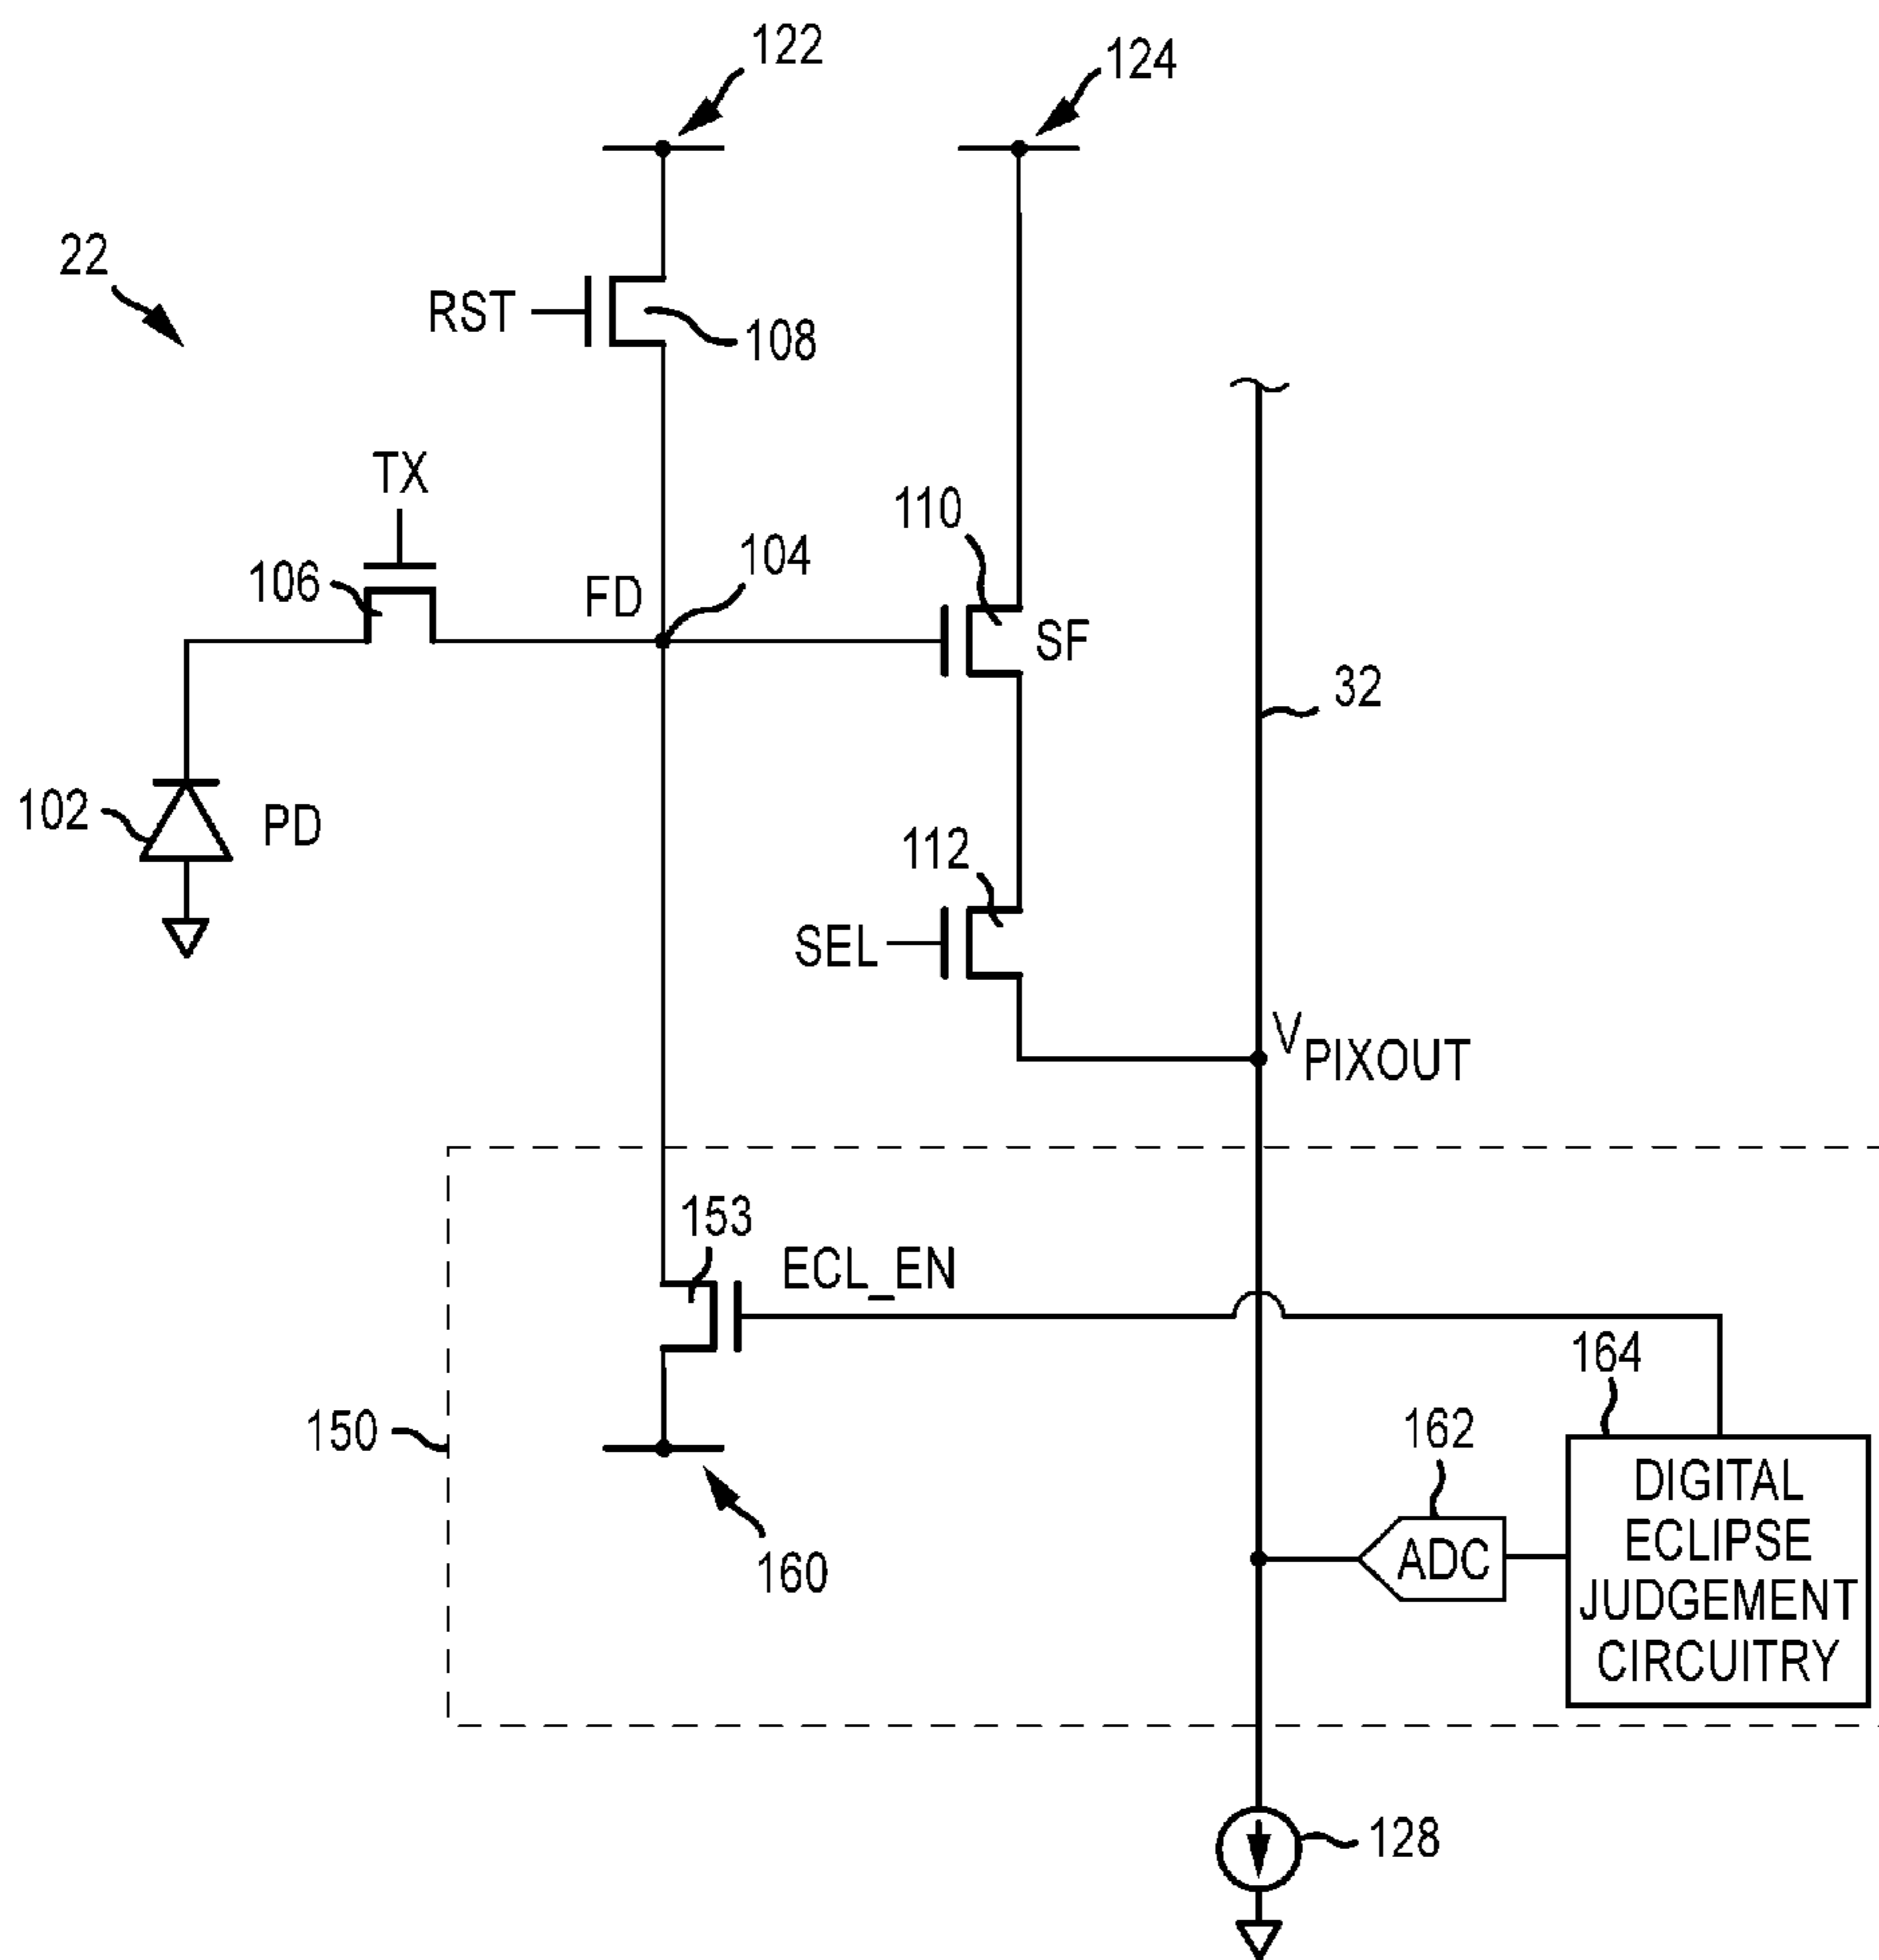 122
124
22
RST
108
TX
110
106
FD
104
SF
32
102
PD
112
SEL
VPIXOUT
153
ECL_EN
164
150
162
ADC
DIGITAL
ECLIPSE
JUDGEMENT
CIRCUITRY
160
128